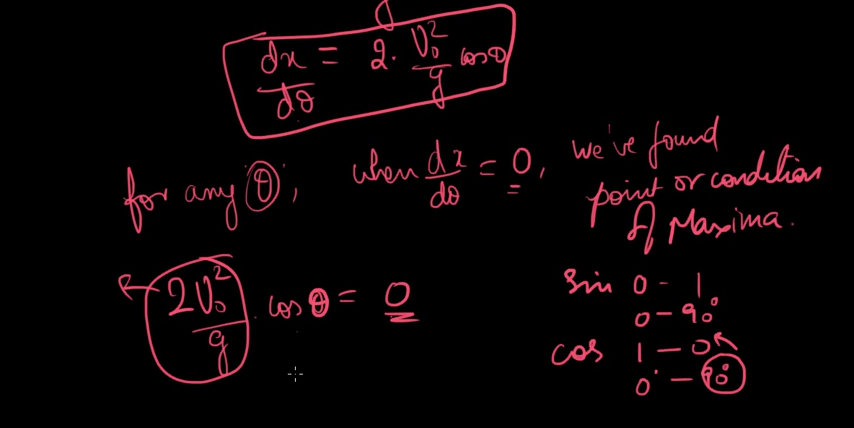 dx/dθ = 2 · V₀²/g cosθ
for any 'θ', when dx/dθ = 0, we've found
point or condition
of Maxima.
2V₀²/g · cos θ = 0
sin 0 - 1
0 - 90°
cos 1 - 0
0° - 90°